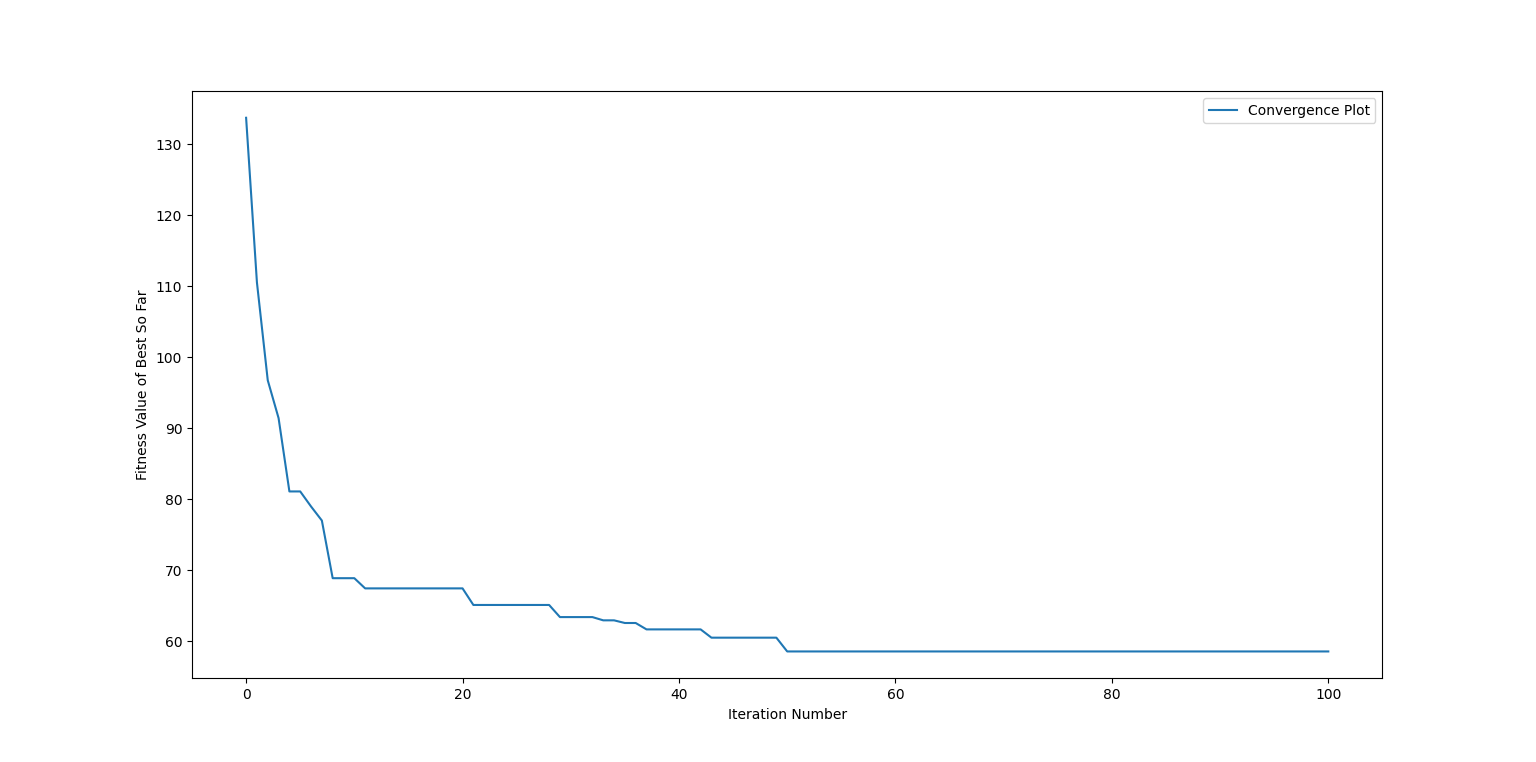 Convergence Plot
130
120
110
100
90
80
70
60
Fitness Value of Best So Far
0 20 40 60 80 100
Iteration Number